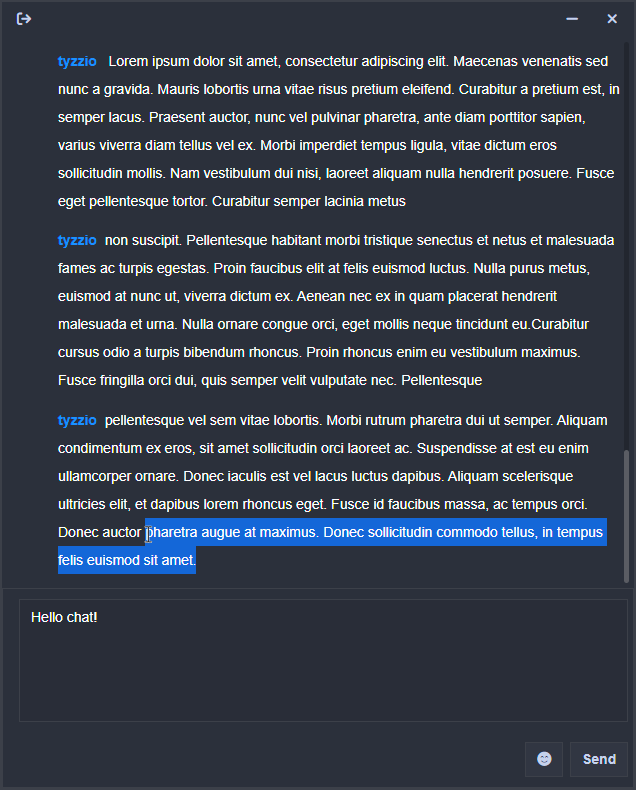 tyzzio Lorem ipsum dolor sit amet, consectetur adipiscing elit. Maecenas venenatis sed
nunc a gravida. Mauris lobortis urna vitae risus pretium eleifend. Curabitur a pretium est, in
semper lacus. Praesent auctor, nunc vel pulvinar pharetra, ante diam porttitor sapien,
varius viverra diam tellus vel ex. Morbi imperdiet tempus ligula, vitae dictum eros
sollicitudin mollis. Nam vestibulum dui nisi, laoreet aliquam nulla hendrerit posuere. Fusce
eget pellentesque tortor. Curabitur semper lacinia metus
tyzzio non suscipit. Pellentesque habitant morbi tristique senectus et netus et malesuada
fames ac turpis egestas. Proin faucibus elit at felis euismod luctus. Nulla purus metus,
euismod at nunc ut, viverra dictum ex. Aenean nec ex in quam placerat hendrerit
malesuada et urna. Nulla ornare congue orci, eget mollis neque tincidunt eu.Curabitur
cursus odio a turpis bibendum rhoncus. Proin rhoncus enim eu vestibulum maximus.
Fusce fringilla orci dui, quis semper velit vulputate nec. Pellentesque
tyzzio pellentesque vel sem vitae lobortis. Morbi rutrum pharetra dui ut semper. Aliquam
condimentum ex eros, sit amet sollicitudin orci laoreet ac. Suspendisse at est eu enim
ullamcorper ornare. Donec iaculis est vel lacus luctus dapibus. Aliquam scelerisque
ultricies elit, et dapibus lorem rhoncus eget. Fusce id faucibus massa, ac tempus orci.
Donec auctor pharetra augue at maximus. Donec sollicitudin commodo tellus, in tempus
felis euismod sit amet.
Hello chat!
Send